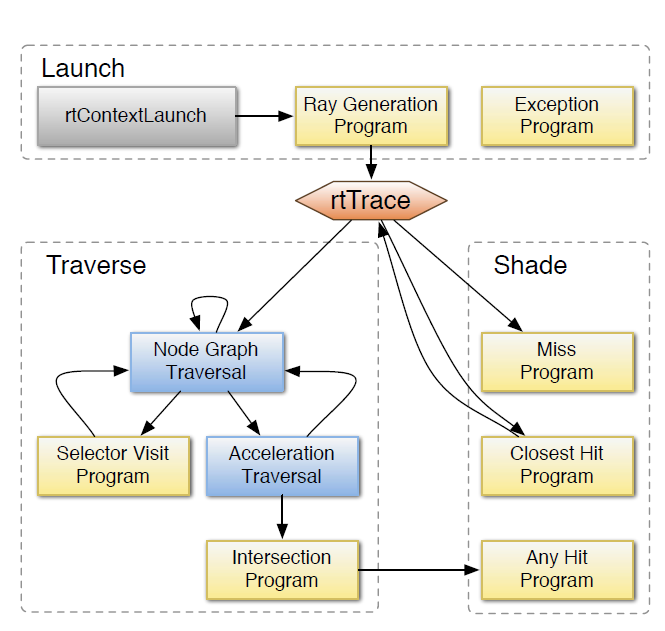 Launch
rtContextLaunch
Ray Generation
Program
Exception
Program
rtTrace
Traverse
Shade
Node Graph
Traversal
Miss
Program
Selector Visit
Program
Acceleration
Traversal
Closest Hit
Program
Intersection
Program
Any Hit
Program